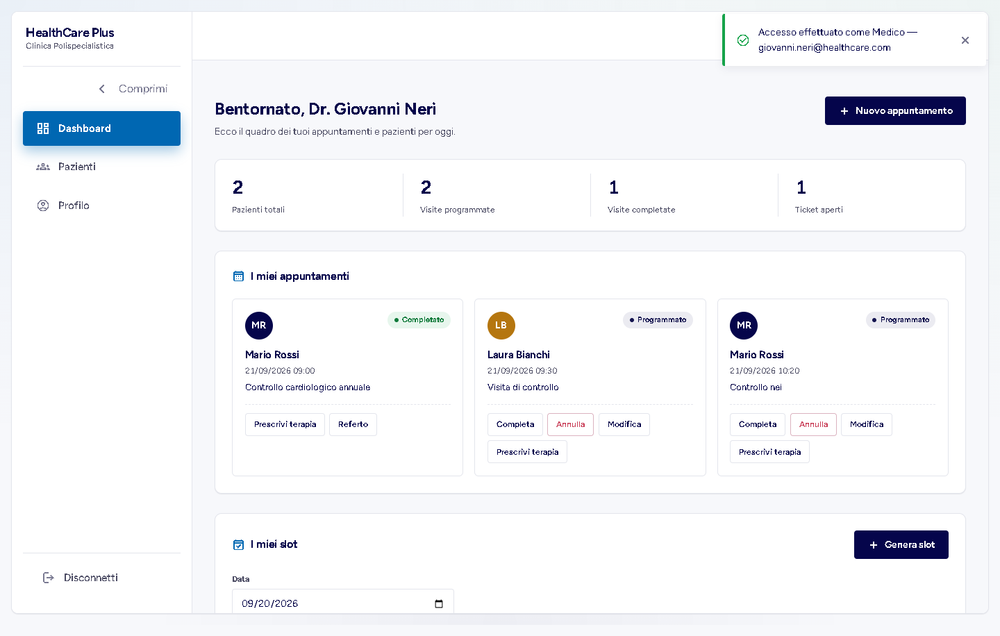 HealthCare Plus
Clinica Polispecialistica
Comprimi
Dashboard
Pazienti
Profilo
Disconnetti
Accesso effettuato come Medico —
giovanni.neri@healthcare.com
Bentornato, Dr. Giovanni Neri
Ecco il quadro dei tuoi appuntamenti e pazienti per oggi.
+ Nuovo appuntamento
2
Pazienti totali
2
Visite programmate
1
Visite completate
1
Ticket aperti
I miei appuntamenti
MR
Completato
Mario Rossi
21/09/2026 09:00
Controllo cardiologico annuale
Prescrivi terapia
Referto
LB
Programmato
Laura Bianchi
21/09/2026 09:30
Visita di controllo
Completa
Annulla
Modifica
Prescrivi terapia
MR
Programmato
Mario Rossi
21/09/2026 10:20
Controllo nei
Completa
Annulla
Modifica
Prescrivi terapia
I miei slot
+ Genera slot
Data
09/20/2026